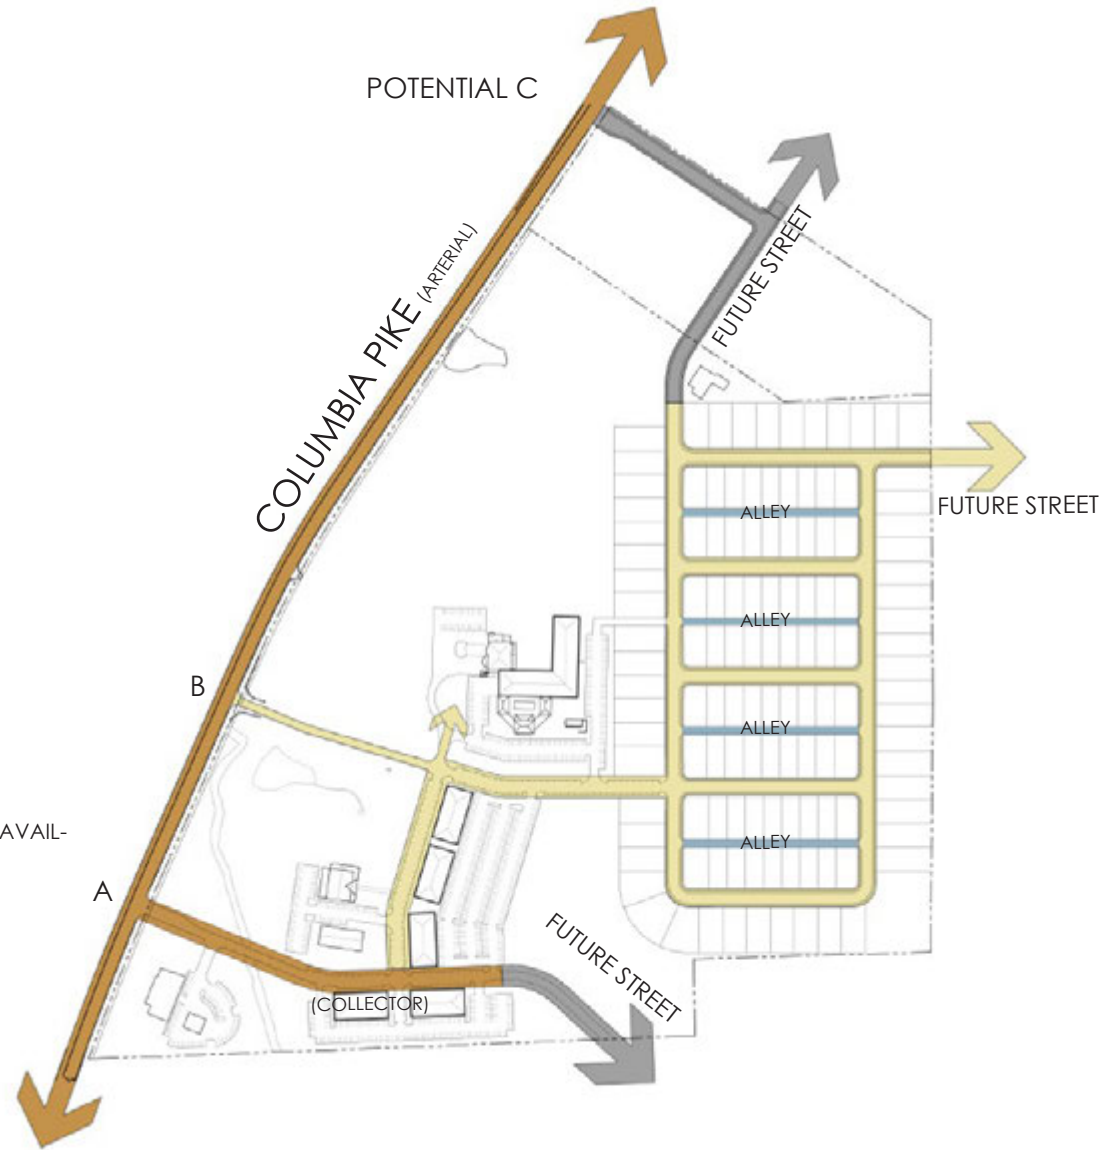 POTENTIAL C
COLUMBIA PIKE (ARTERIAL)
FUTURE STREET
FUTURE STREET
ALLEY
ALLEY
B
ALLEY
AVAIL-
ALLEY
A
FUTURE STREET
(COLLECTOR)